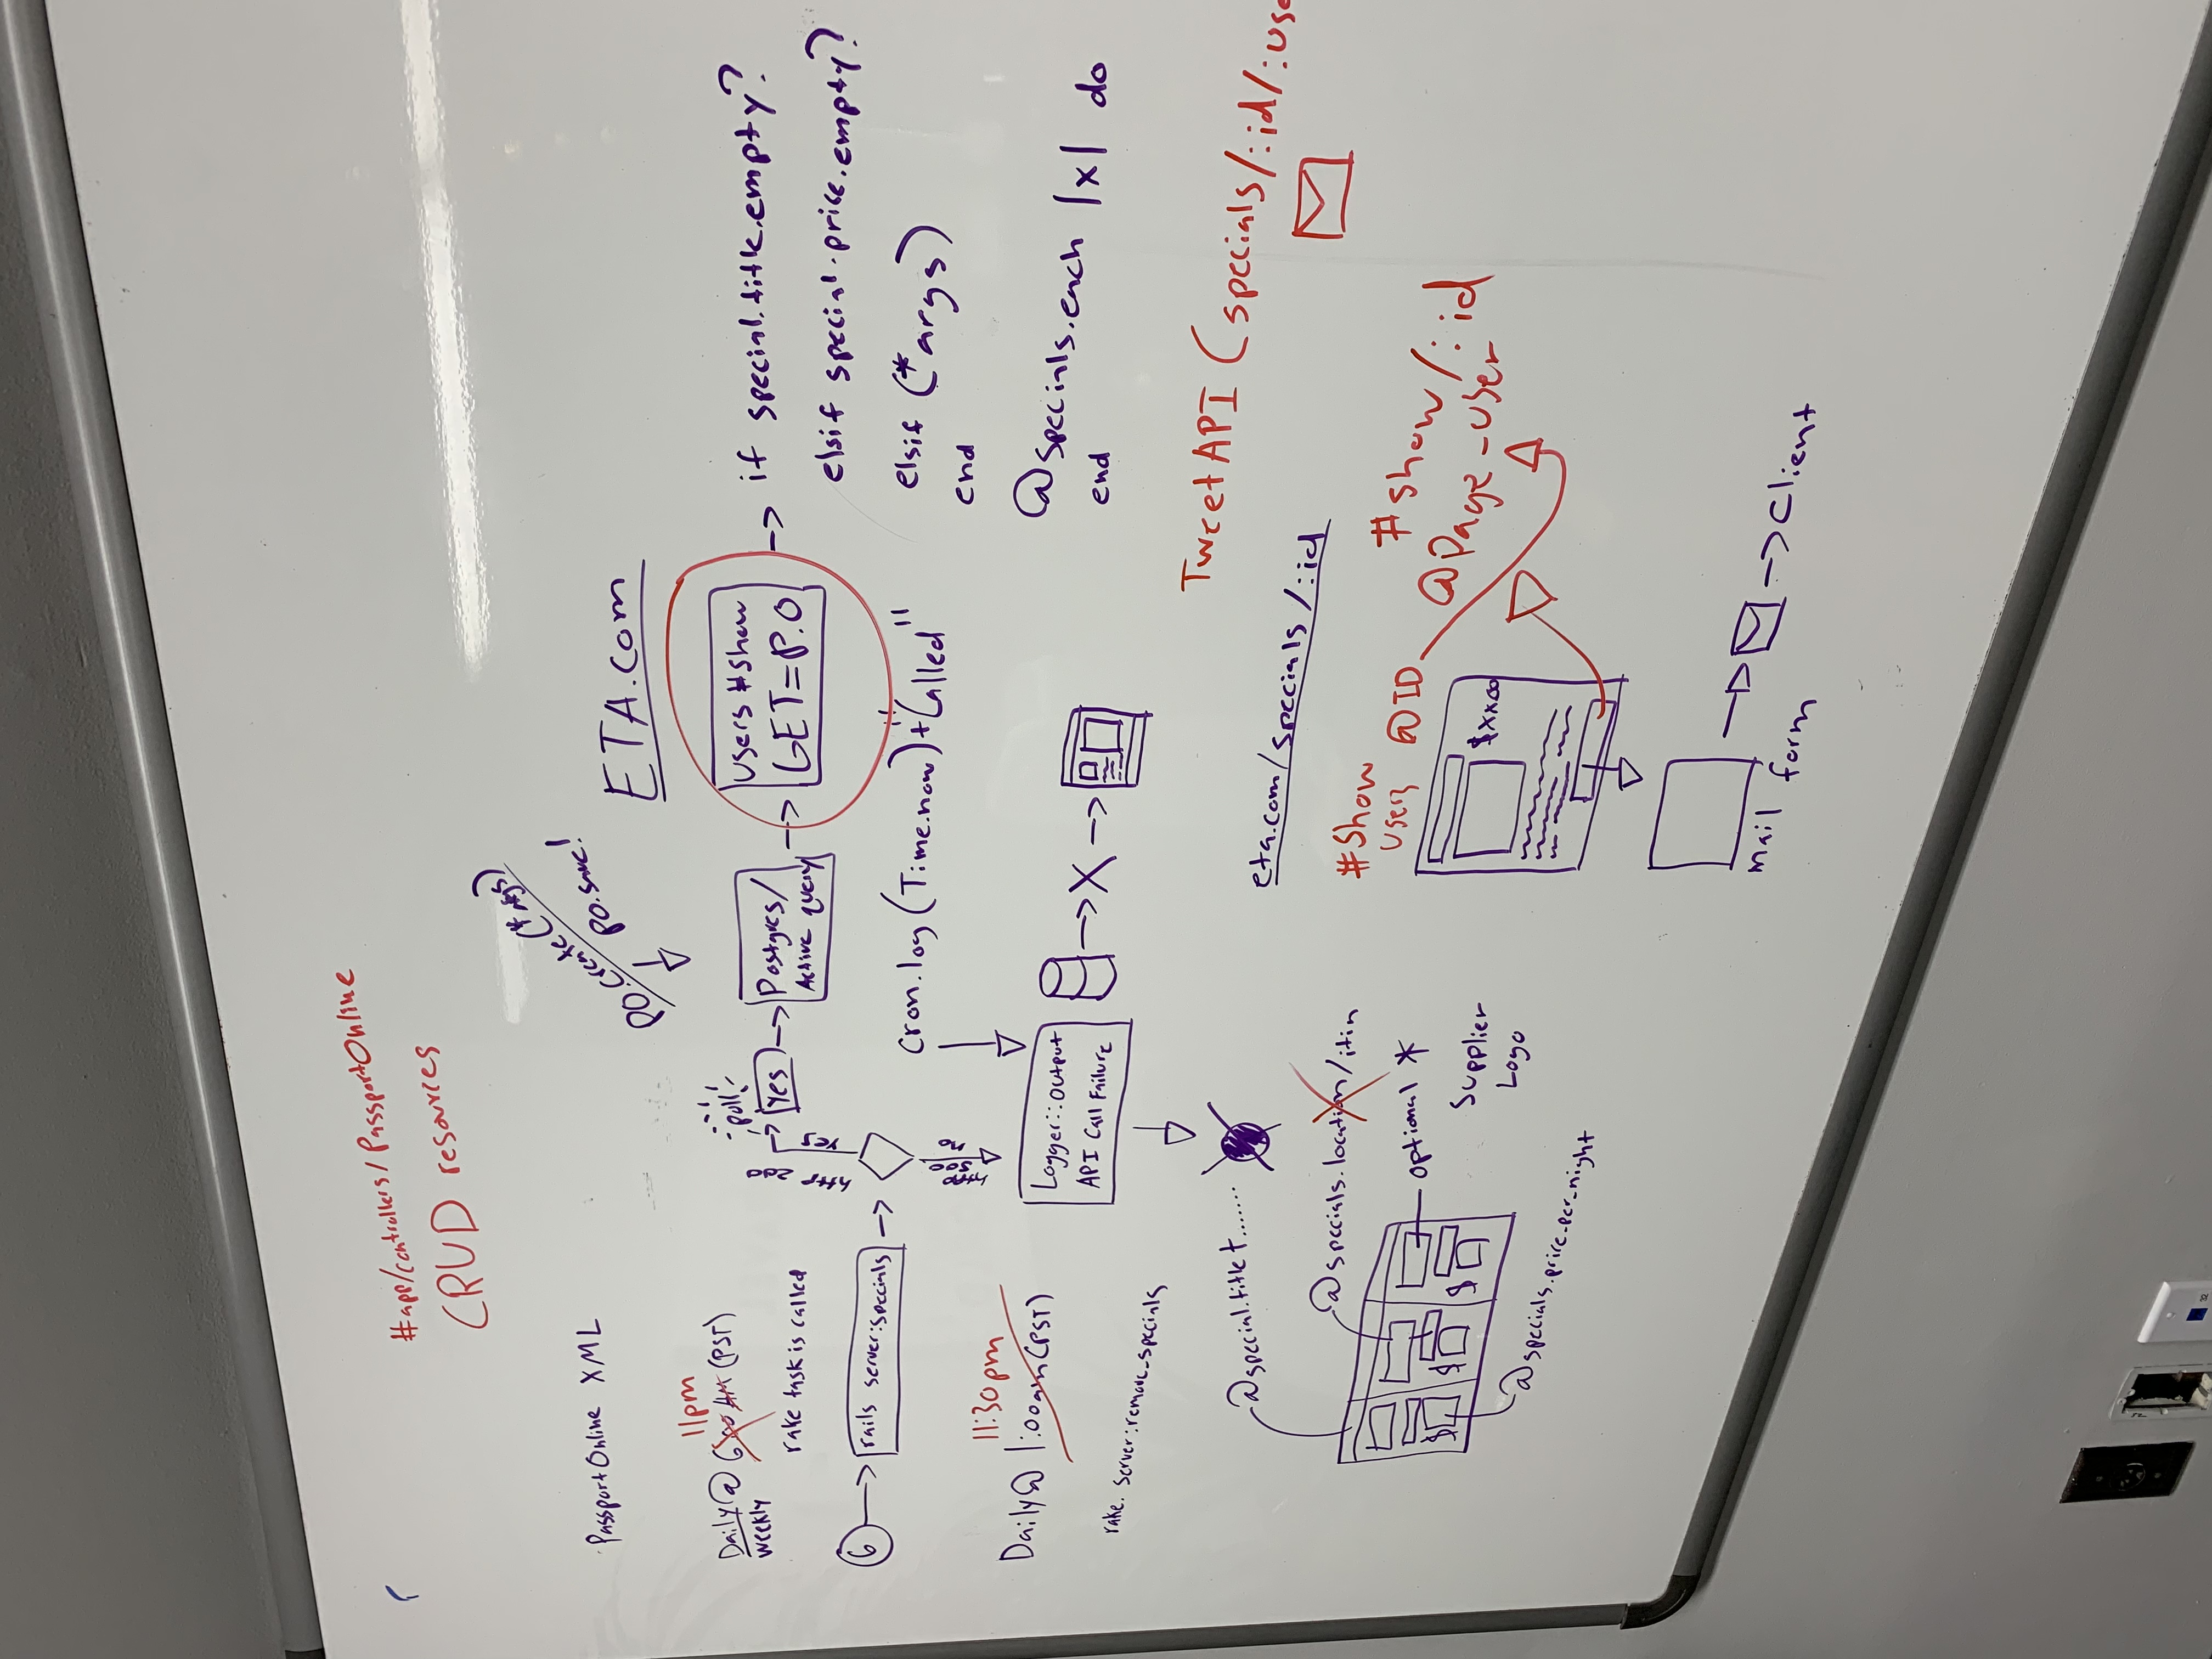 #app/controllers/PassportOnline
CRUD resources
PassportOnline XML
PO.create(*args)
PO.save!
ETA.com
11pm
Daily@ 6:00 AM (PST)
weekly
rake task is called
6
rails server:specials
http 200
yes
pull!
yes
Postgres/
Active query
users #show
GET=P.O
if special.title.empty?
elsif special.price.empty?
elsif (*args)
end
@specials.each |x| do
end
cron.log(Time.now)+"Called"
http 500
no
11:30pm
Daily@ 1:00am (PST)
rake. server:remove_specials
Logger::output
API Call Failure
X
@special.title t.......
@specials.location/itin
optional *
Supplier
Logo
@specials.price_per_night
TweetAPI (specials/:id/:use
eta.com/specials/:id
#show
users @ID
#show/:id
@page_user
$xx00
mail form
Client
32